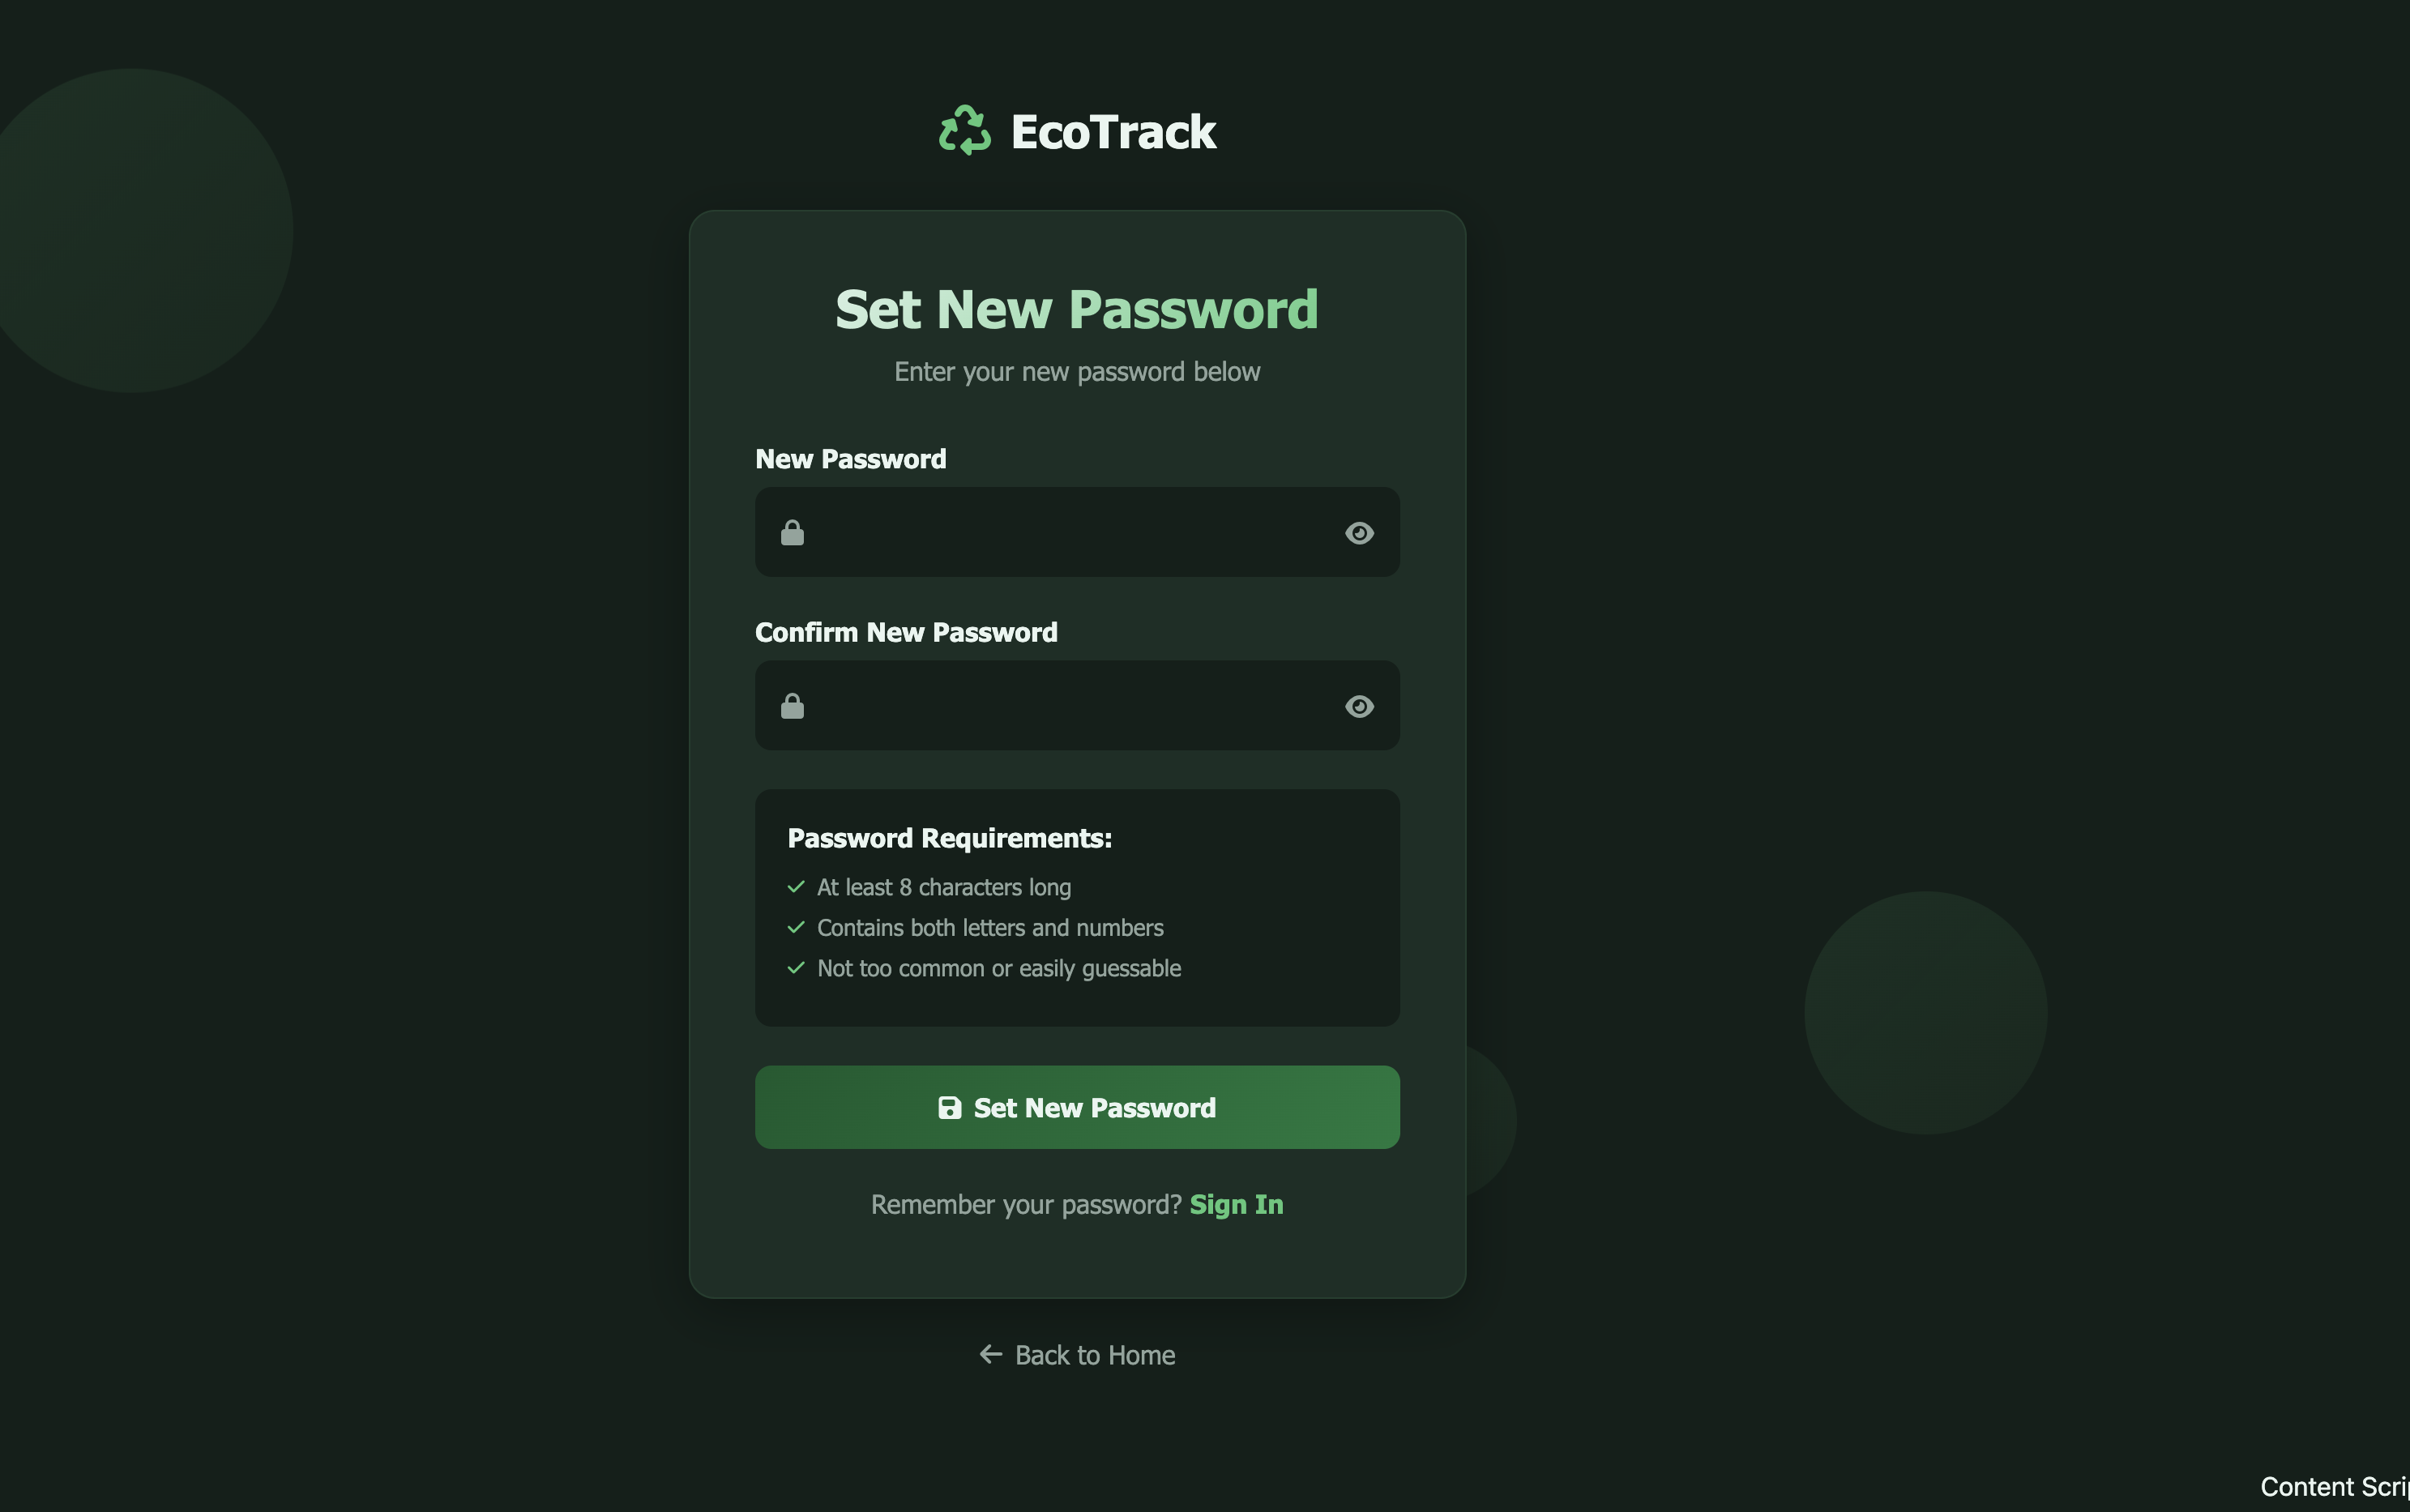 EcoTrack
Set New Password
Enter your new password below
New Password
Confirm New Password
Password Requirements:
At least 8 characters long
Contains both letters and numbers
Not too common or easily guessable
Set New Password
Remember your password? Sign In
Back to Home
Content